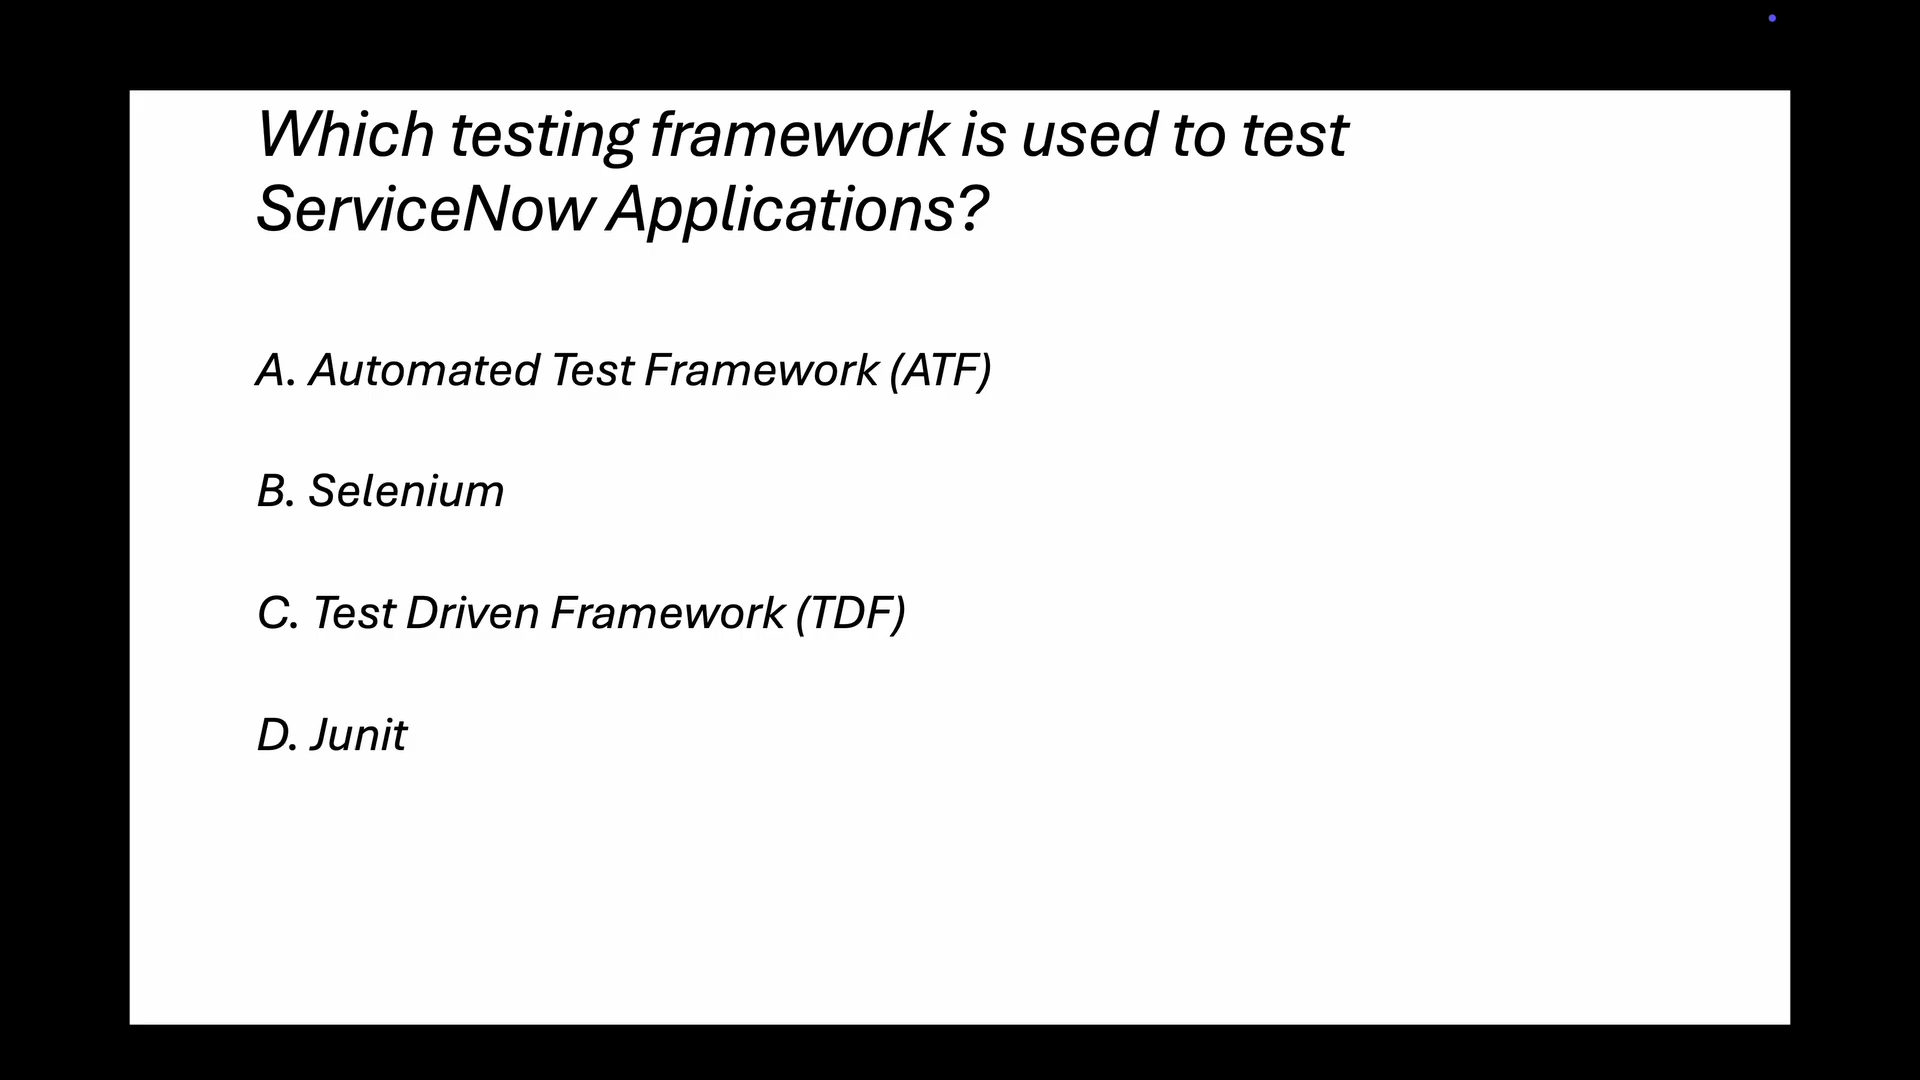 Which testing framework is used to test
ServiceNow Applications?
A. Automated Test Framework (ATF)
B. Selenium
C. Test Driven Framework (TDF)
D. Junit